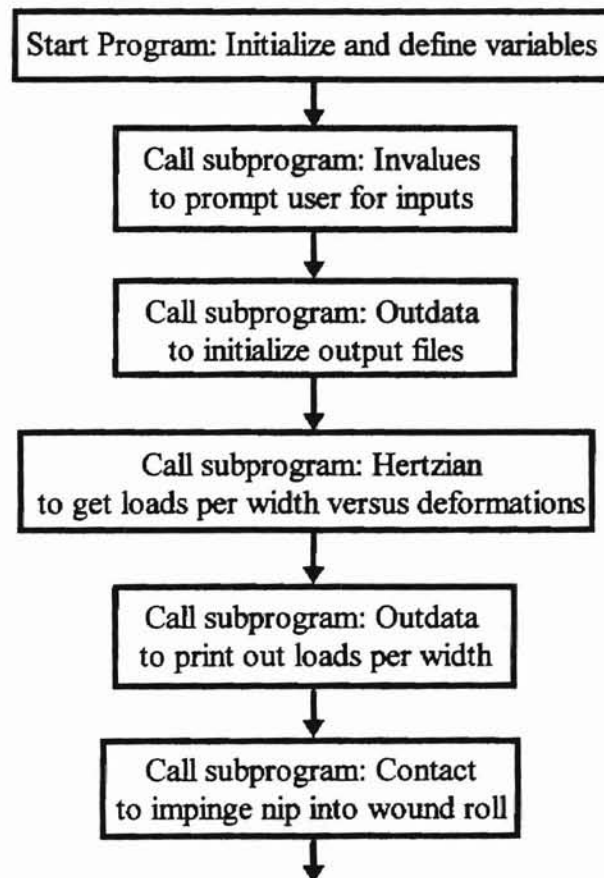 Start Program: Initialize and define variables
Call subprogram: Invalues
to prompt user for inputs
Call subprogram: Outdata
to initialize output files
Call subprogram: Hertzian
to get loads per width versus deformations
Call subprogram: Outdata
to print out loads per width
Call subprogram: Contact
to impinge nip into wound roll